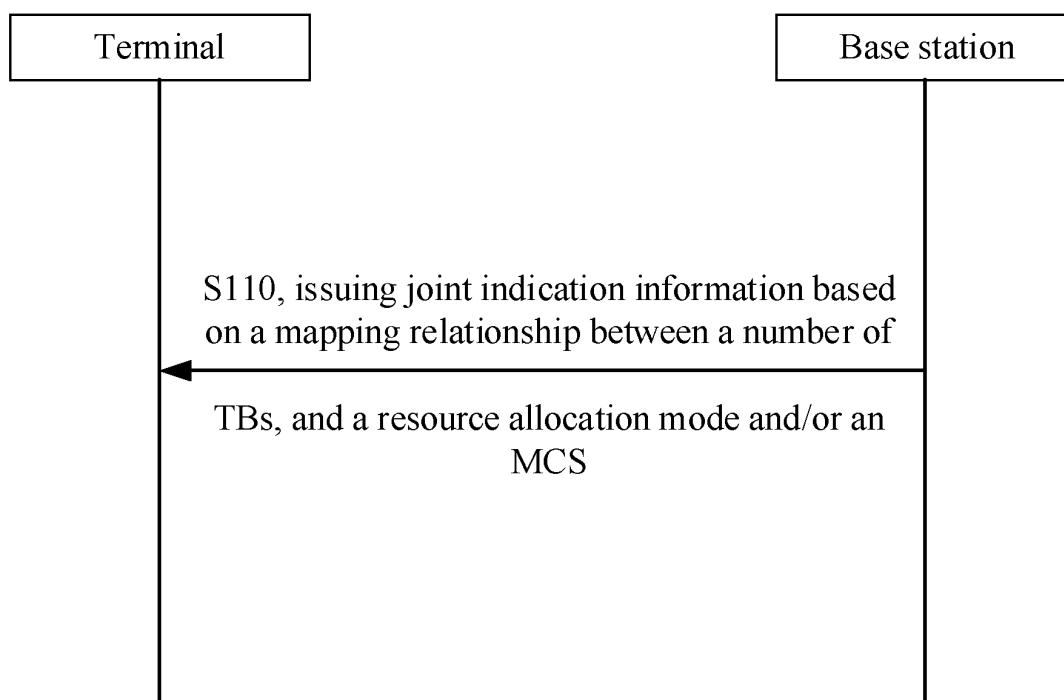 Terminal
Base station
S110, issuing joint indication information based
on a mapping relationship between a number of
TBs, and a resource allocation mode and/or an
MCS